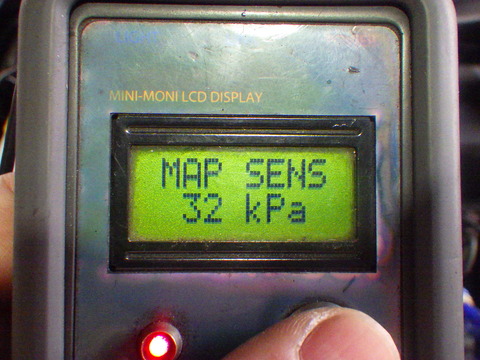 MINI-MONI LCD DISPLAY
MAP SENS
32 kPa